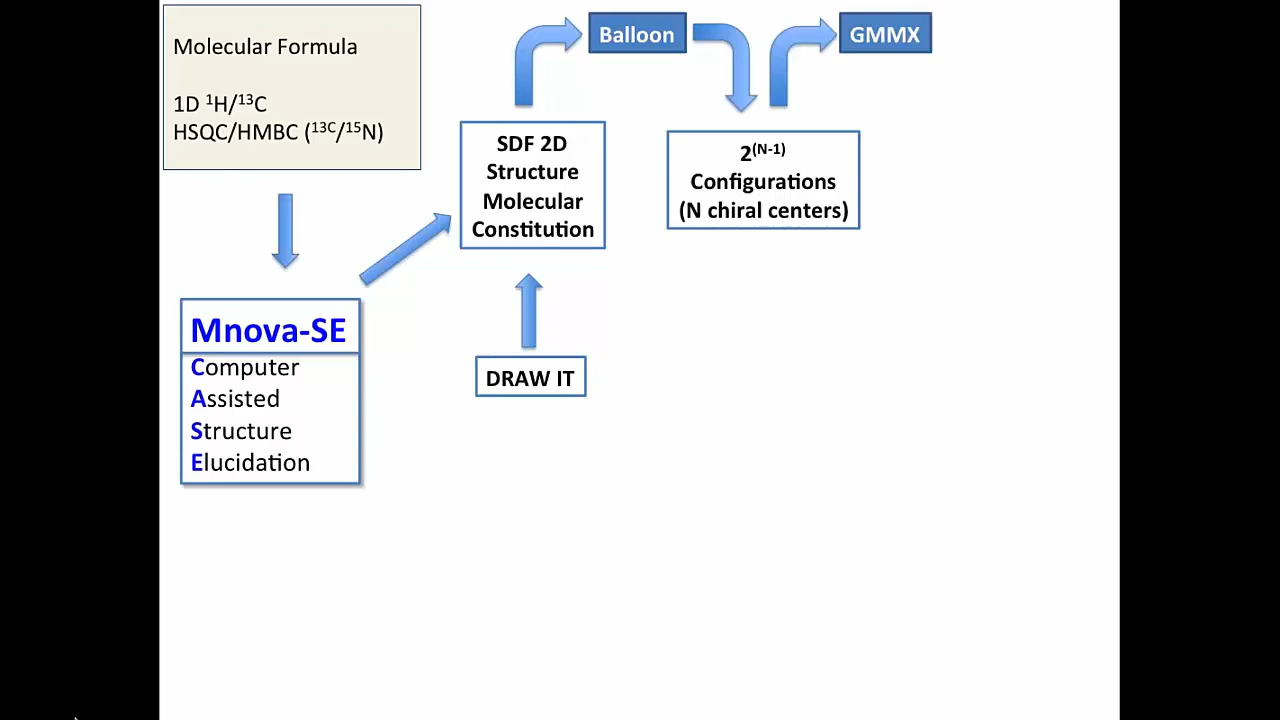 Molecular Formula
1D ¹H/¹³C
HSQC/HMBC (¹³ᶜ/¹⁵N)
Mnova-SE
Computer
Assisted
Structure
Elucidation
SDF 2D
Structure
Molecular
Constitution
DRAW IT
Balloon
2⁽ᴺ⁻¹⁾
Configurations
(N chiral centers)
GMMX